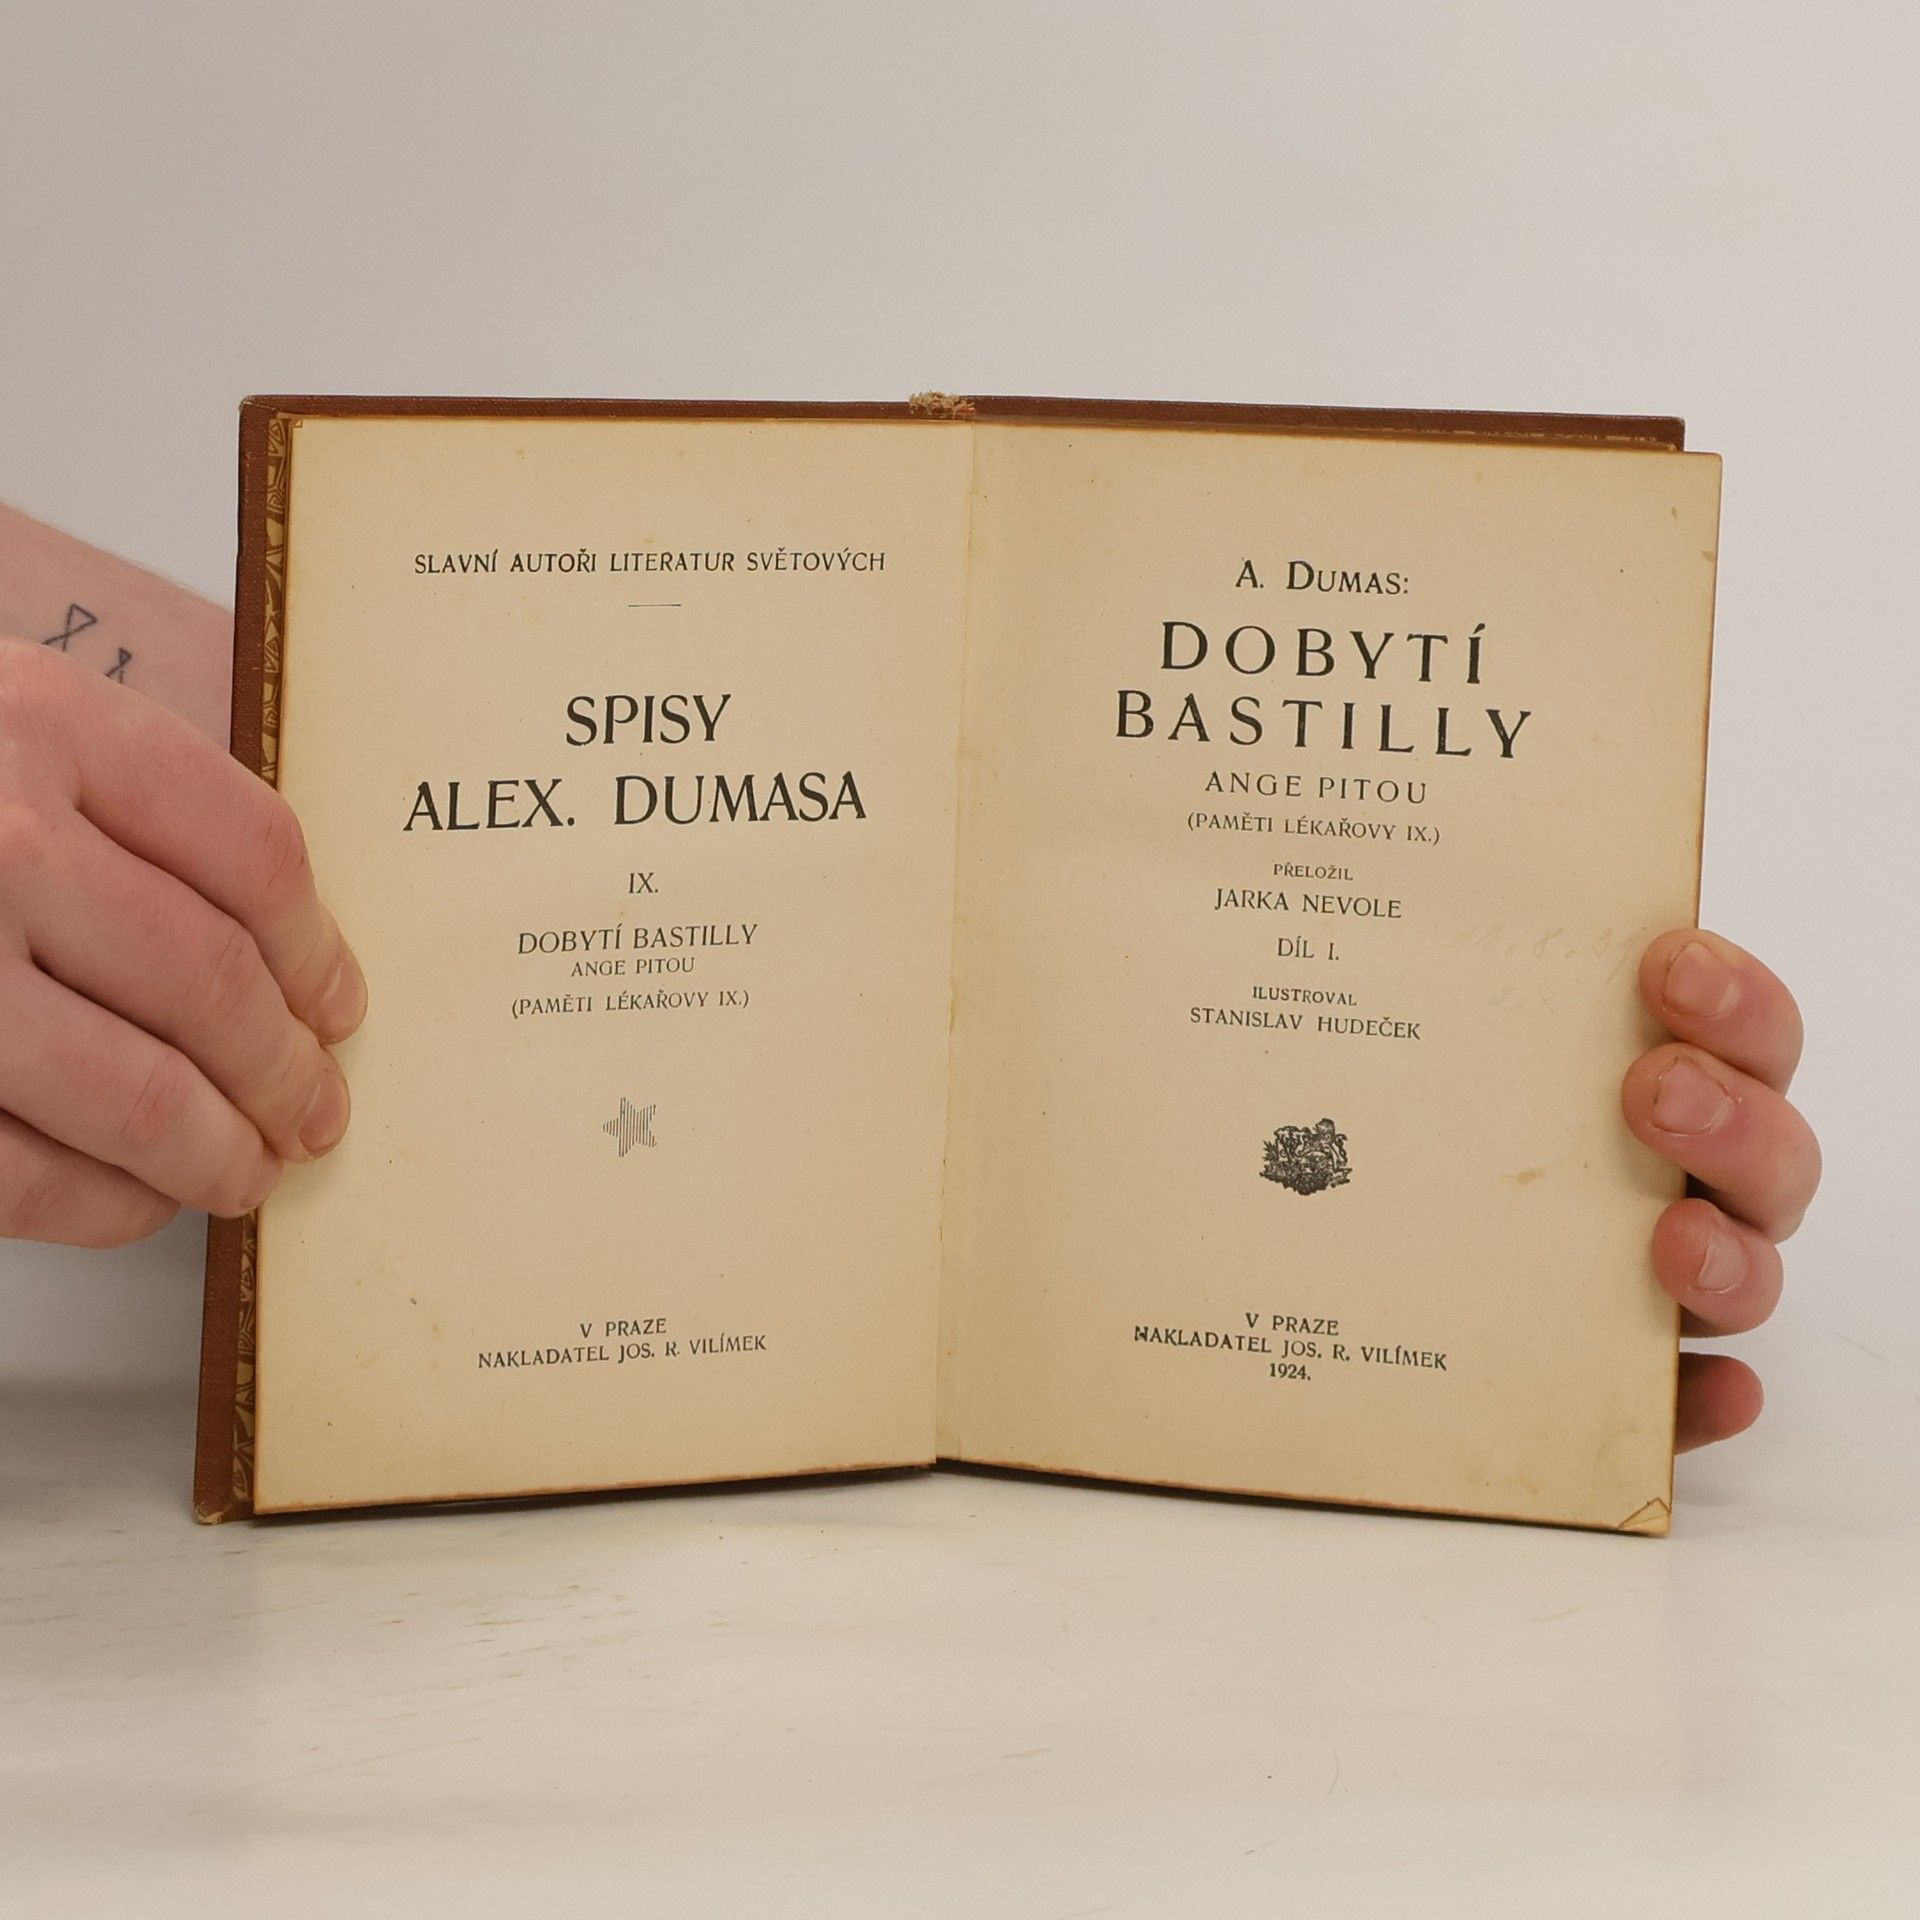 SLAVNÍ AUTOŘI LITERATUR SVĚTOVÝCH
SPISY
ALEX. DUMASA
IX.
DOBYTÍ BASTILLY
ANGE PITOU
(PAMĚTI LÉKAŘOVY IX.)
V PRAZE
NAKLADATEL JOS. R. VILÍMEK
A. DUMAS:
DOBYTÍ
BASTILLY
ANGE PITOU
(PAMĚTI LÉKAŘOVY IX.)
PŘELOŽIL
JARKA NEVOLE
DÍL I.
ILUSTROVAL
STANISLAV HUDEČEK
V PRAZE
NAKLADATEL JOS. R. VILÍMEK
1924.